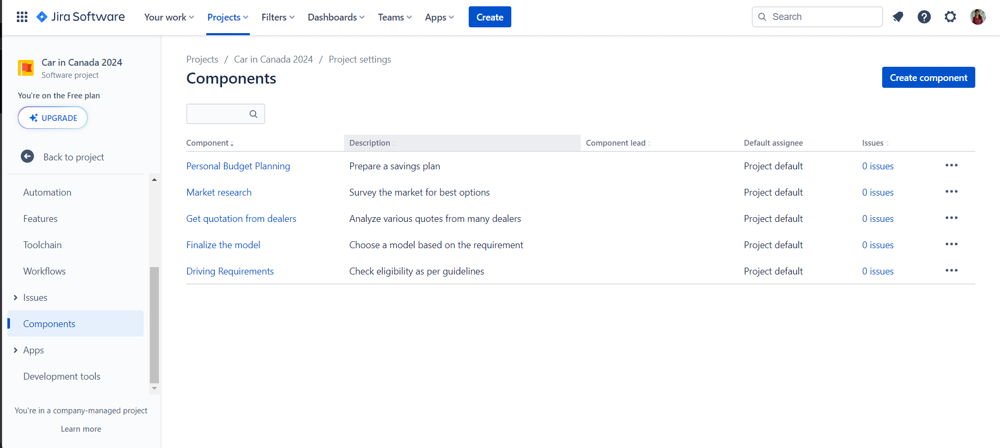 Jira Software Your work Projects Filters Dashboards Teams Apps Create Search
Car in Canada 2024
Software project
You're on the Free plan
UPGRADE
Back to project
Automation
Features
Toolchain
Workflows
Issues
Components
Apps
Development tools
You're in a company-managed project
Learn more
Projects / Car in Canada 2024 / Project settings
Components
Create component
Component Description Component lead Default assignee Issues
Personal Budget Planning Prepare a savings plan Project default 0 issues
Market research Survey the market for best options Project default 0 issues
Get quotation from dealers Analyze various quotes from many dealers Project default 0 issues
Finalize the model Choose a model based on the requirement Project default 0 issues
Driving Requirements Check eligibility as per guidelines Project default 0 issues